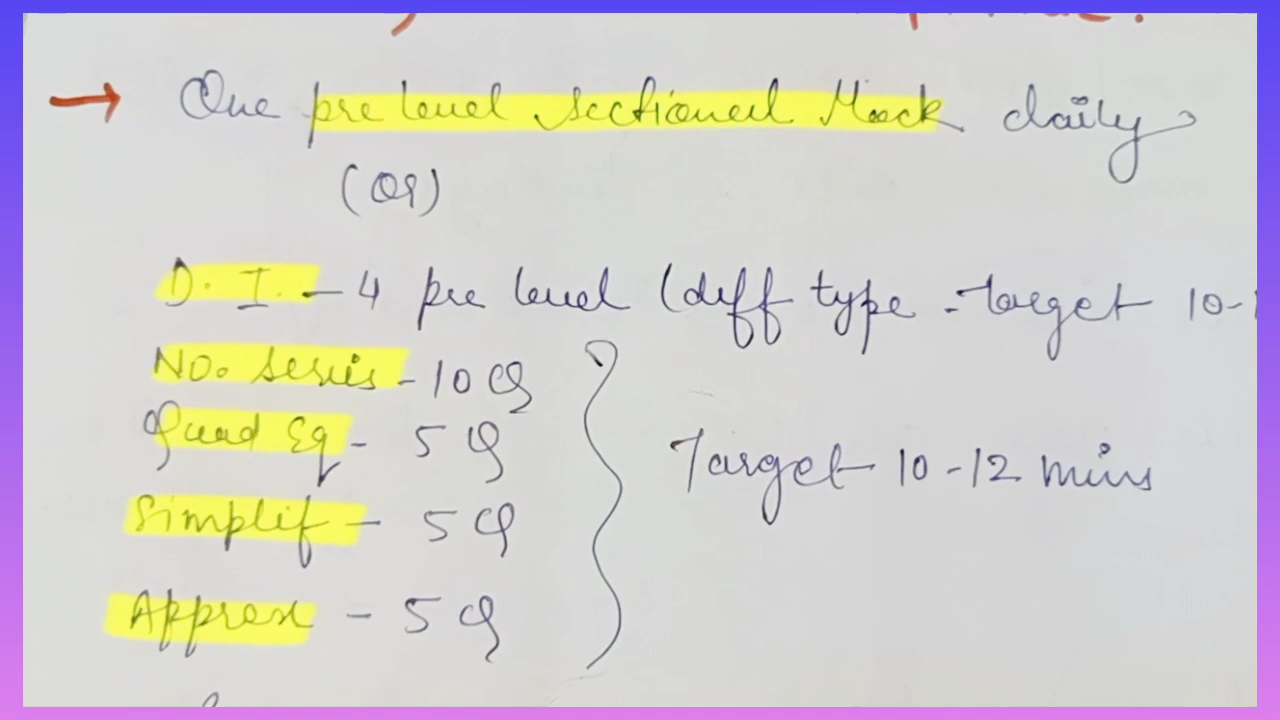 → One pre level sectional Mock daily
(Or)
D. I. - 4 pre level (diff type - Target 10-
No. Series - 10 Q
Quad Eq - 5 Q
Simplif - 5 Q
Target 10-12 mins
Approx - 5 Q